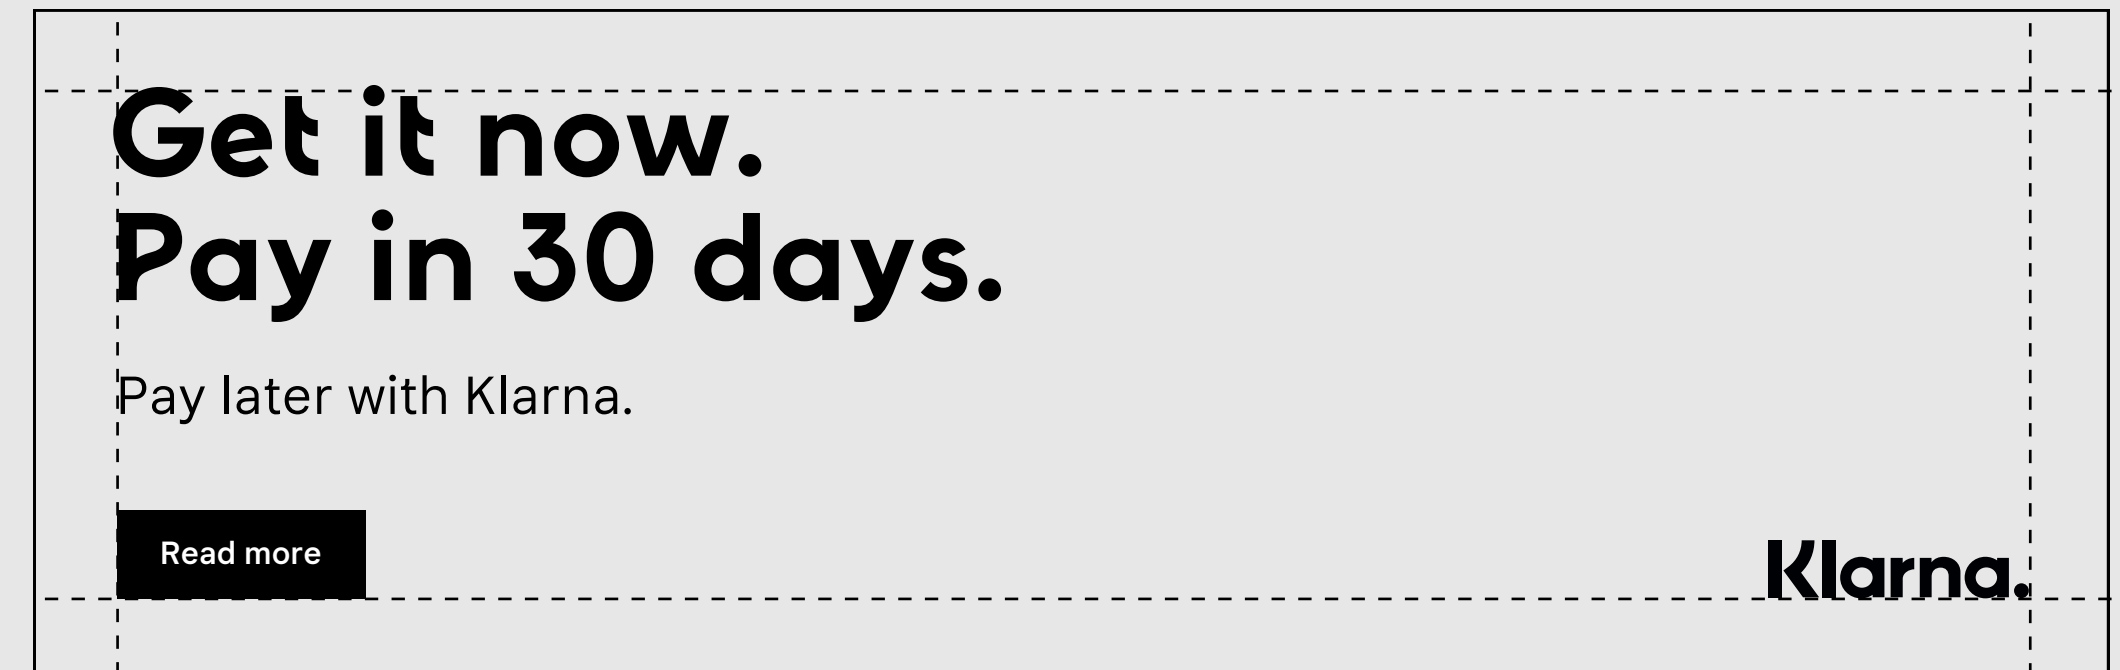 Get it now.
Pay in 30 days.
Pay later with Klarna.
Read more
Klarna.